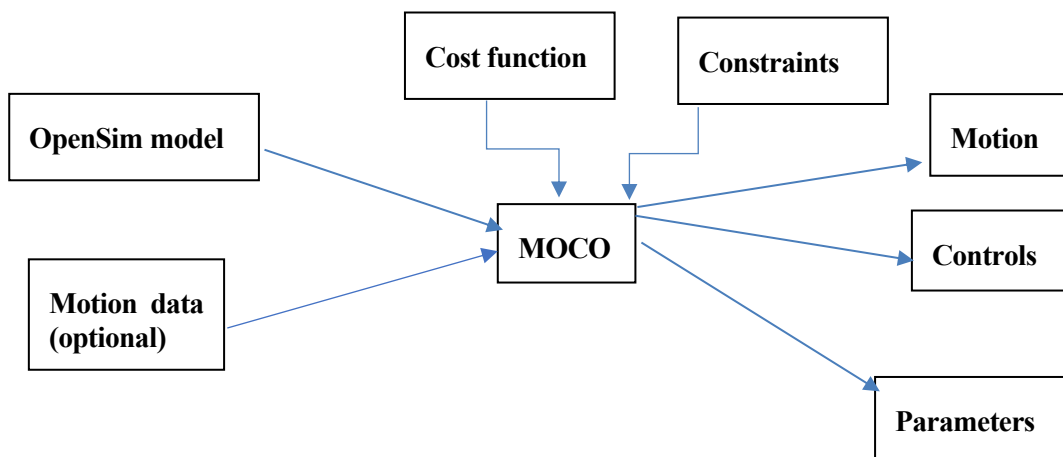 Cost function
Constraints
OpenSim model
Motion
MOCO
Controls
Motion data
(optional)
Parameters